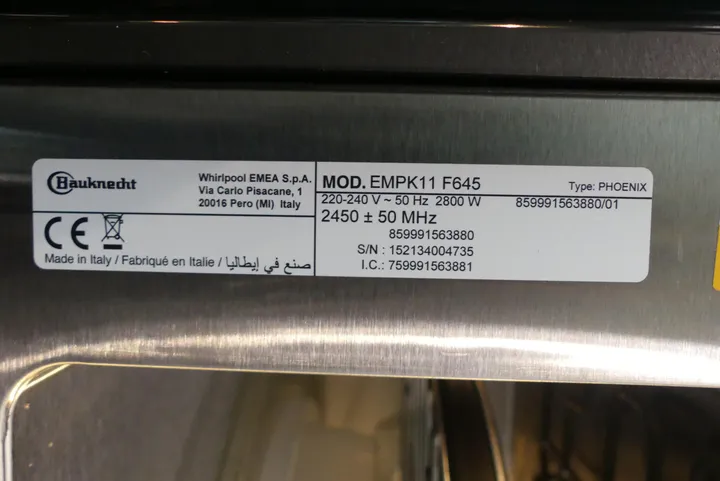 Bauknecht
Whirlpool EMEA S.p.A.
Via Carlo Pisacane, 1
20016 Pero (MI) Italy
CE
Made in Italy / Fabriqué en Italie / صنع في إيطاليا
MOD. EMPK11 F645 Type: PHOENIX
220-240 V ~ 50 Hz 2800 W 859991563880/01
2450 ± 50 MHz
859991563880
S/N : 152134004735
I.C.: 759991563881